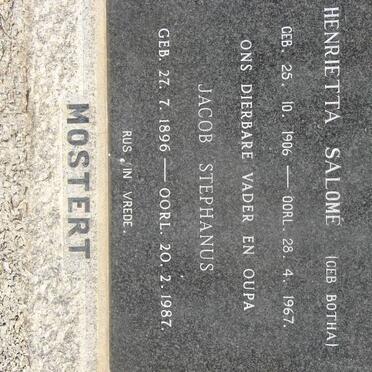 HENRIETTA SALOMÉ (GEB BOTHA)
GEB. 25. 10. 1906 — OORL. 28. 4. 1967.
ONS DIERBARE VADER EN OUPA
JACOB STEPHANUS
GEB. 27. 7. 1896 — OORL. 20. 2. 1987.
RUS IN VREDE.
MOSTERT